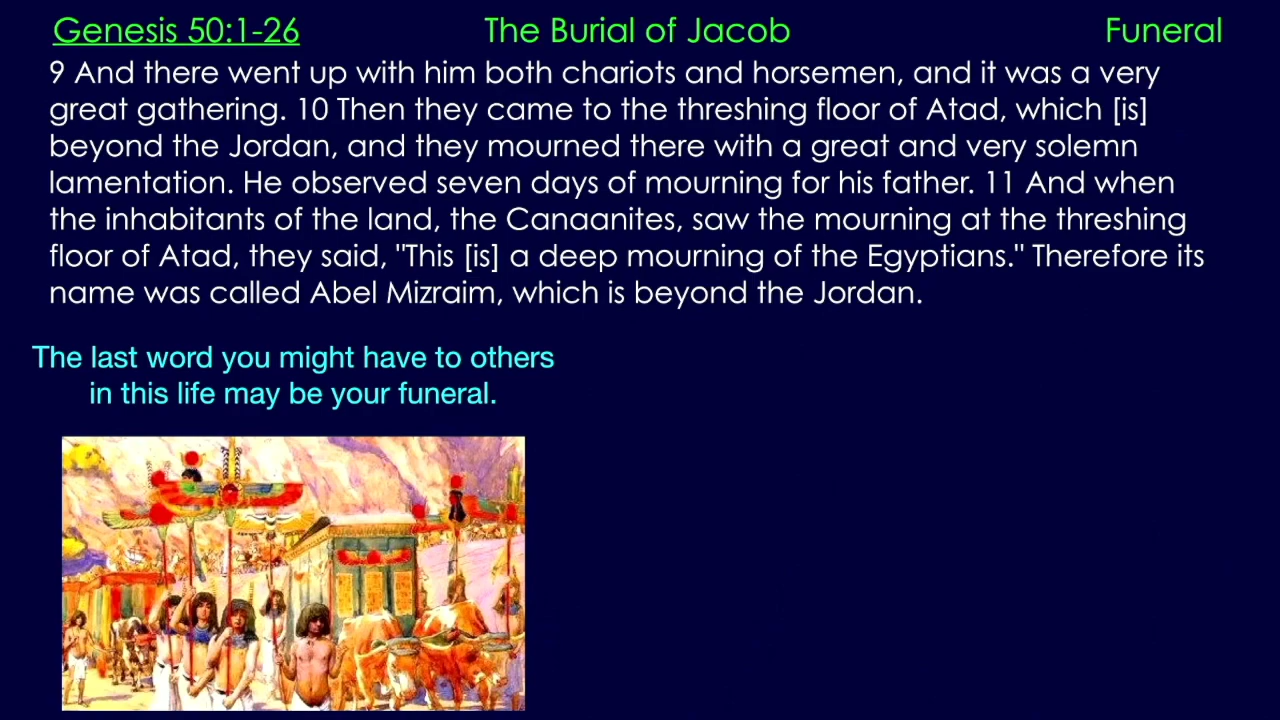 Genesis 50:1-26 The Burial of Jacob Funeral
9 And there went up with him both chariots and horsemen, and it was a very
great gathering. 10 Then they came to the threshing floor of Atad, which [is]
beyond the Jordan, and they mourned there with a great and very solemn
lamentation. He observed seven days of mourning for his father. 11 And when
the inhabitants of the land, the Canaanites, saw the mourning at the threshing
floor of Atad, they said, "This [is] a deep mourning of the Egyptians." Therefore its
name was called Abel Mizraim, which is beyond the Jordan.
The last word you might have to others
in this life may be your funeral.